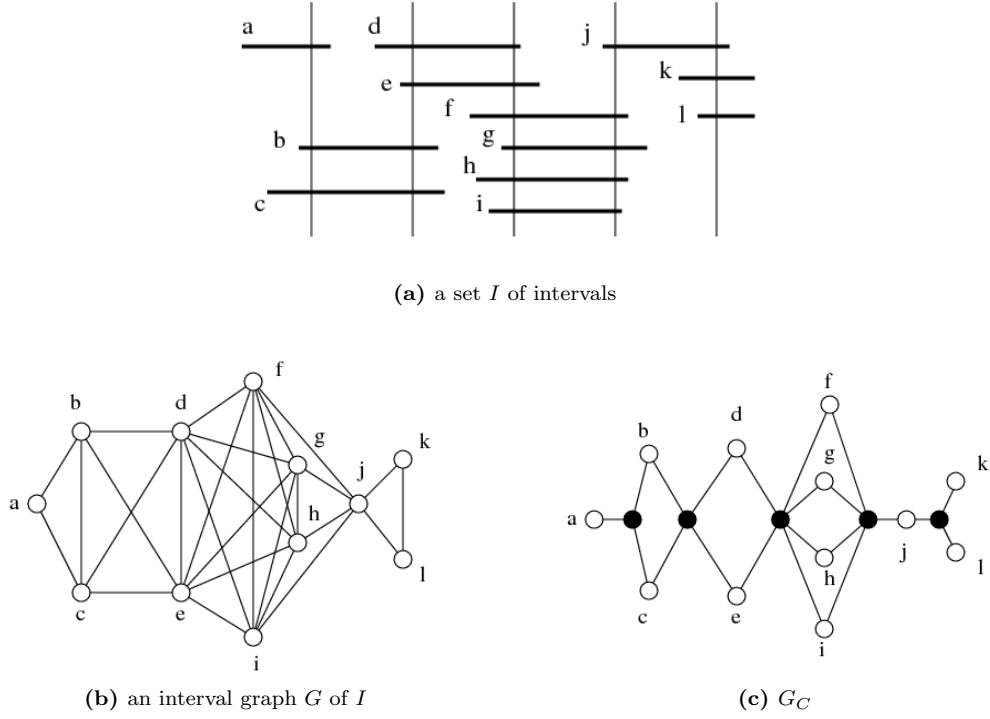 a
d
j
k
e
f
l
b
g
h
c
i
(a) a set I of intervals
f
b
d
g
k
j
a
h
l
c
e
i
(b) an interval graph G of I
f
d
b
g
k
a
j
h
l
c
e
i
(c) G_C